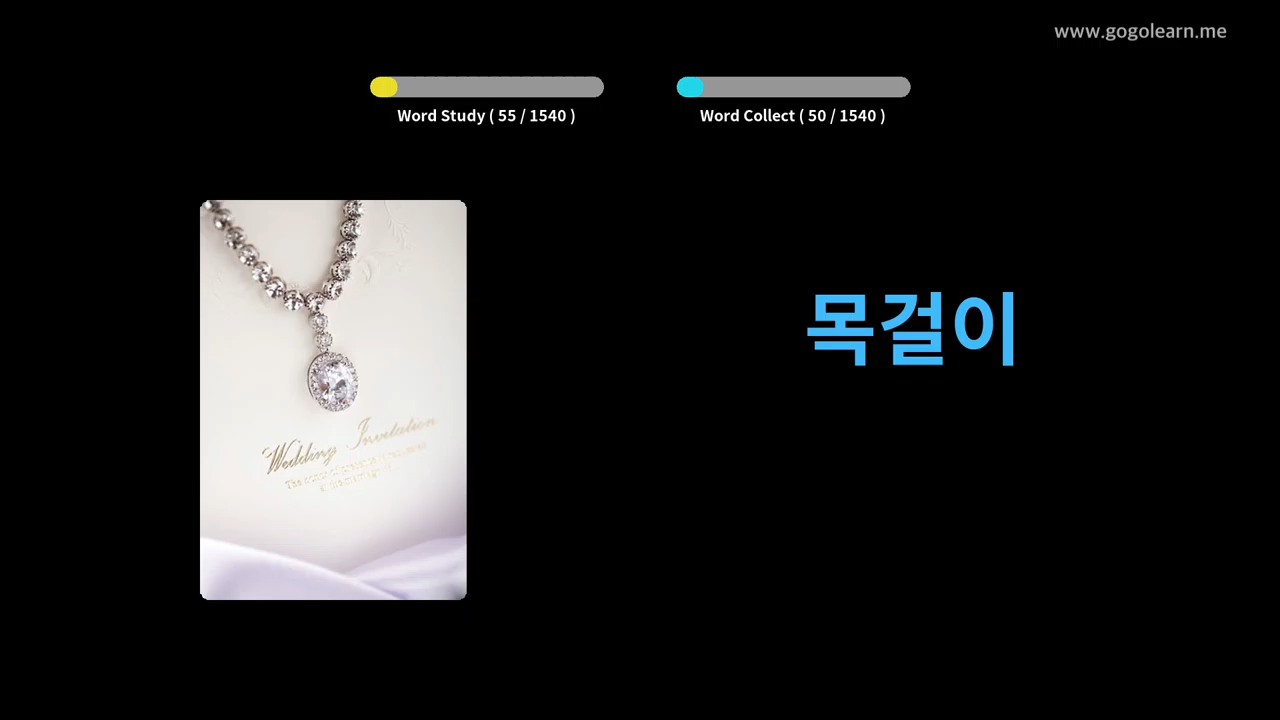 www.gogolearn.me
Word Study ( 55 / 1540 )
Word Collect ( 50 / 1540 )
목걸이
Wedding Invitation